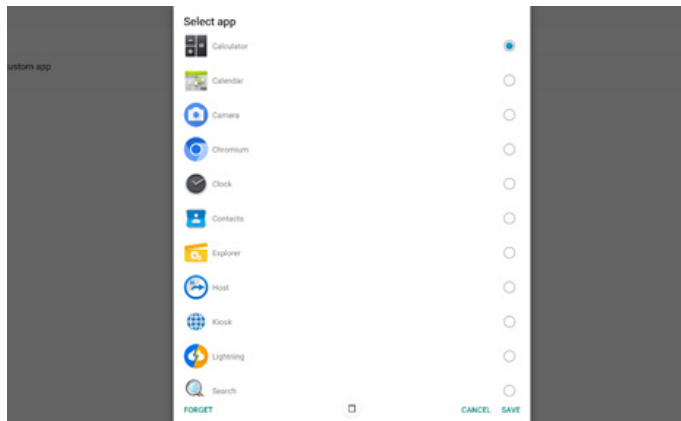 Select app
Calculator
Calendar
ustom app
Camera
Chromium
Clock
Contacts
Explorer
Host
Kiosk
Lightning
Search
FORGET CANCEL SAVE